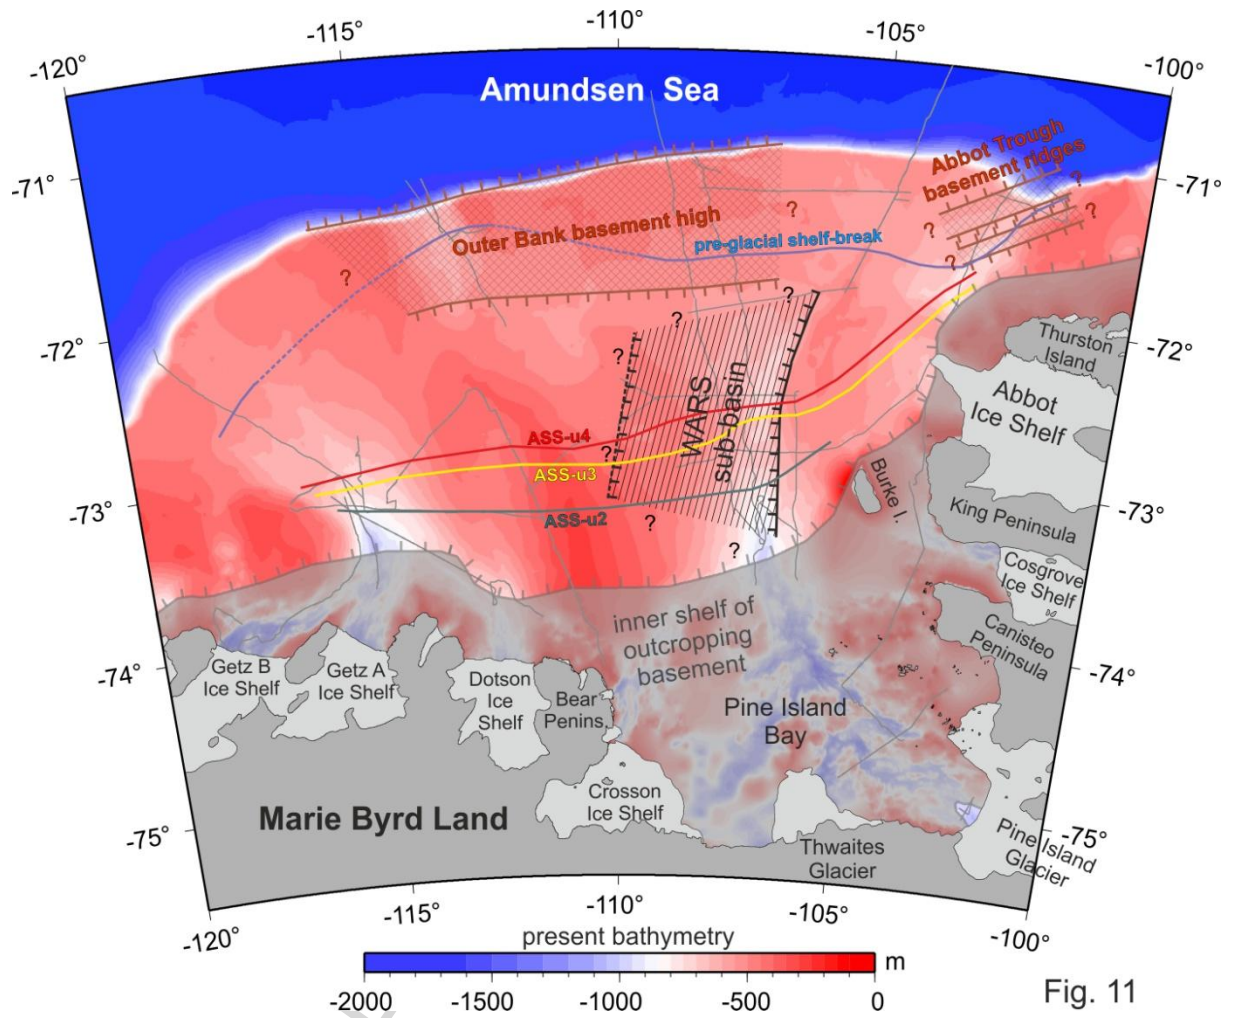 -115°
-110°
-105°
-120°
-100°
Amundsen Sea
-71°
-71°
Abbot Trough
basement ridges
?
?
?
?
?
?
Outer Bank basement high
pre-glacial shelf-break
-72°
-72°
?
?
?
Thurston
Island
Abbot
Ice Shelf
WARS
sub-basin
ASS-u4
ASS-u3
ASS-u2
?
?
?
Burke I.
-73°
-73°
King Peninsula
Cosgrove
Ice Shelf
Canisteo
Peninsula
inner shelf of
outcropping
basement
-74°
-74°
Getz B
Ice Shelf
Getz A
Ice Shelf
Dotson
Ice
Shelf
Bear
Penins.
Pine Island
Bay
Crosson
Ice Shelf
Marie Byrd Land
Thwaites
Glacier
Pine Island
Glacier
-75°
-75°
-120°
-115°
-110°
-105°
-100°
present bathymetry
m
-2000
-1500
-1000
-500
0
Fig. 11